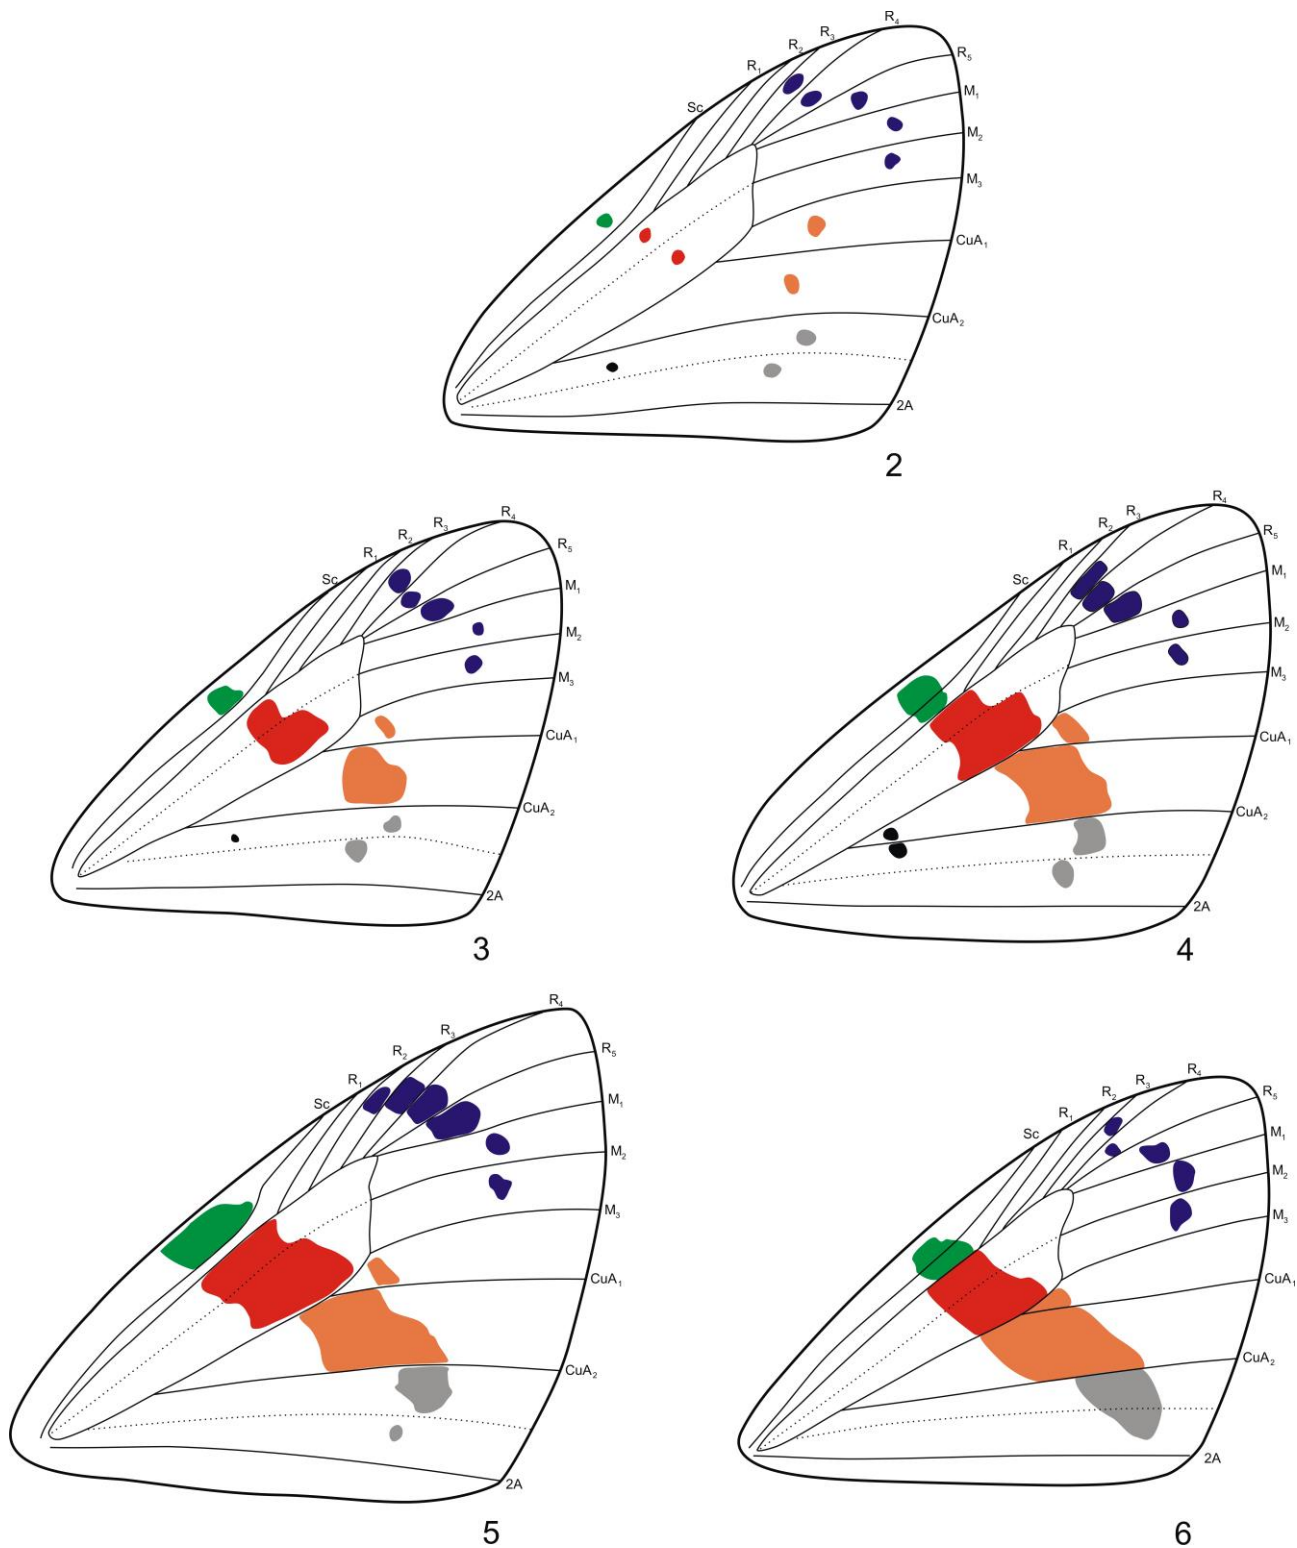 R₄
R₃
R₂
R₅
R₁
M₁
Sc
M₂
M₃
CuA₁
CuA₂
2A
2
R₄
R₃
R₂
R₅
R₁
Sc
M₁
M₂
M₃
CuA₁
CuA₂
2A
3
R₄
R₃
R₂
R₅
R₁
M₁
Sc
M₂
M₃
CuA₁
CuA₂
2A
4
R₄
R₃
R₂
R₅
R₁
Sc
M₁
M₂
M₃
CuA₁
CuA₂
2A
5
R₄
R₃
R₅
R₂
R₁
Sc
M₁
M₂
M₃
CuA₁
CuA₂
2A
6